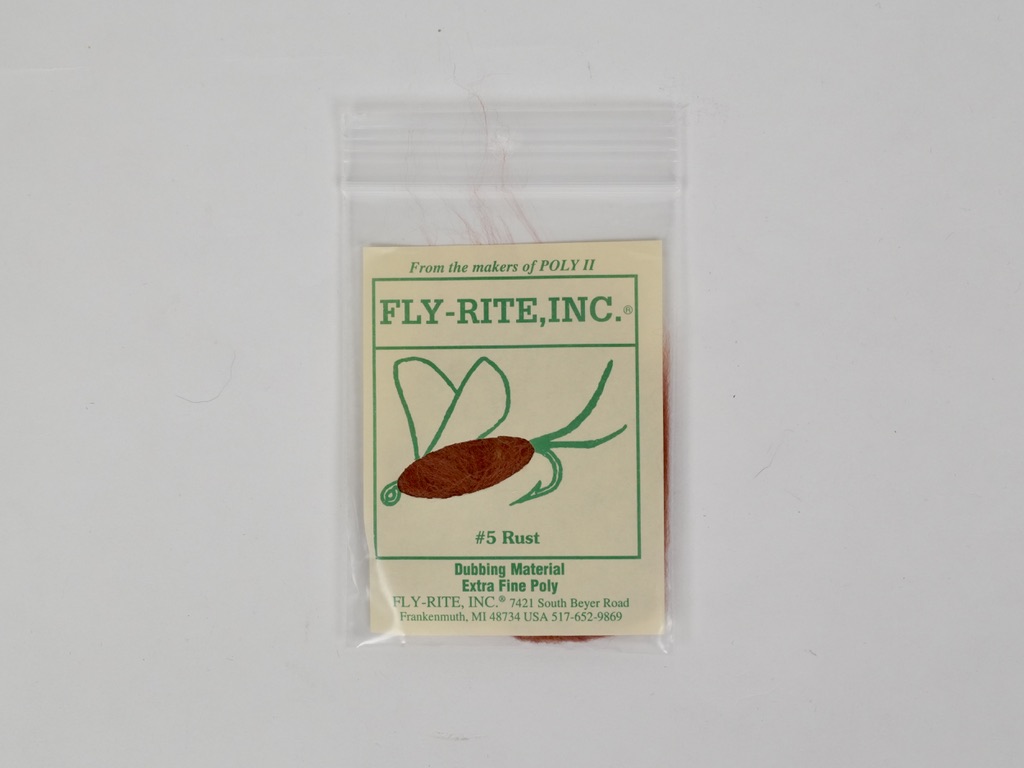 From the makers of POLY II
FLY-RITE,INC.®
#5 Rust
Dubbing Material
Extra Fine Poly
FLY-RITE, INC.® 7421 South Beyer Road
Frankenmuth, MI 48734 USA 517-652-9869